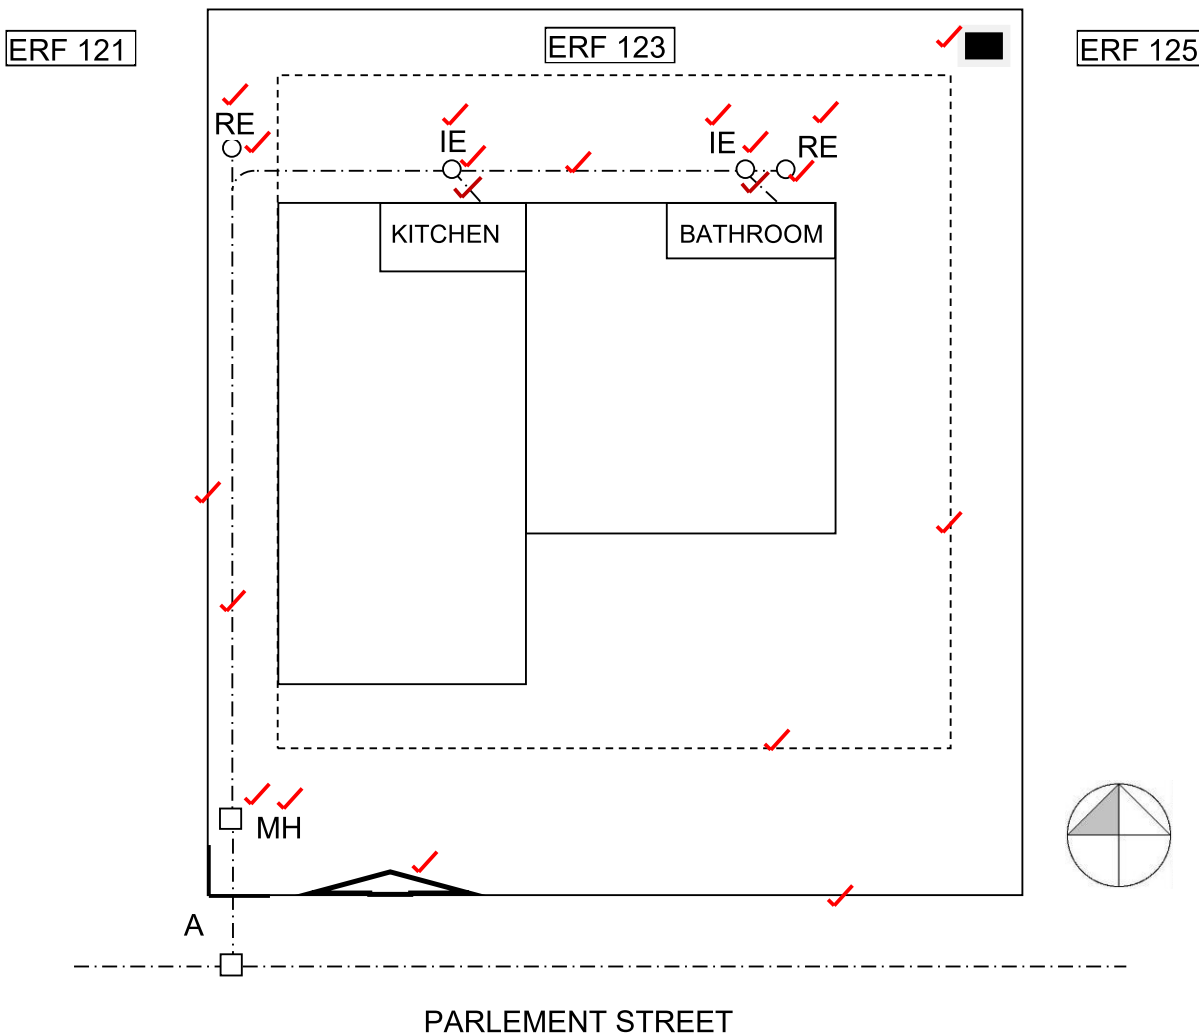 ERF 121
ERF 123
ERF 125
RE
IE
IE
RE
KITCHEN
BATHROOM
MH
A
PARLEMENT STREET